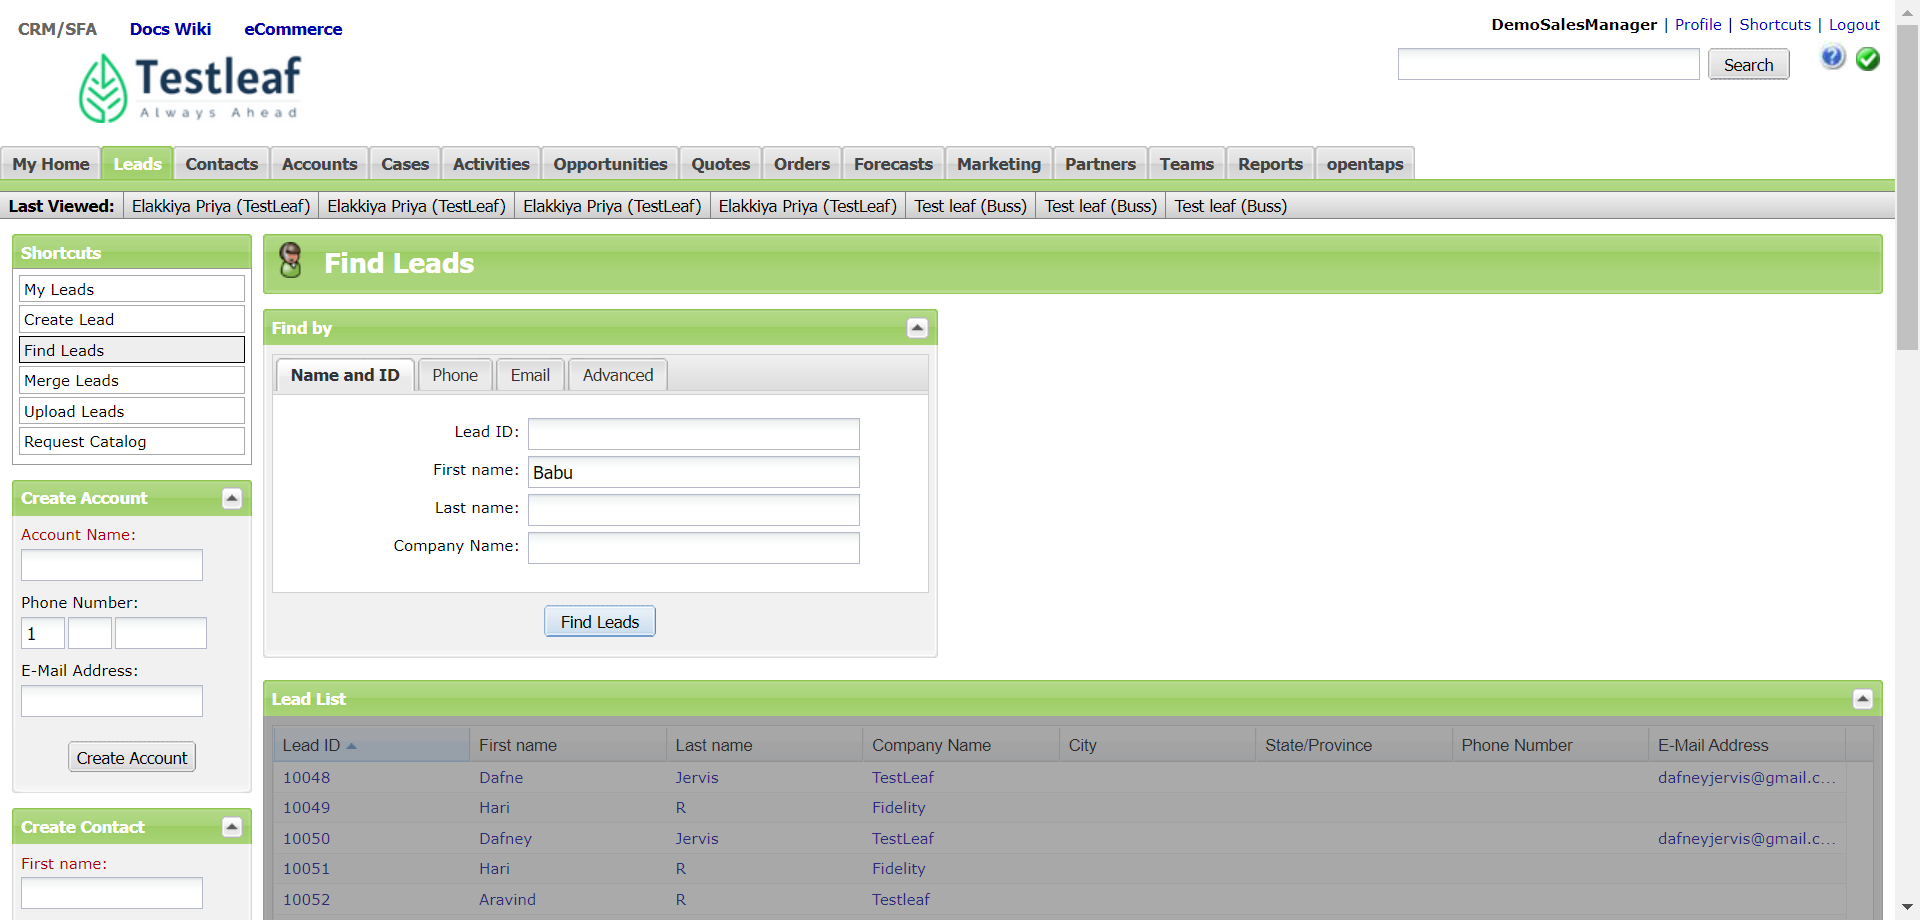 CRM/SFA Docs Wiki eCommerce
DemoSalesManager | Profile | Shortcuts | Logout
Search
Testleaf
Always Ahead
My Home Leads Contacts Accounts Cases Activities Opportunities Quotes Orders Forecasts Marketing Partners Teams Reports opentaps
Last Viewed: Elakkiya Priya (TestLeaf) Elakkiya Priya (TestLeaf) Elakkiya Priya (TestLeaf) Elakkiya Priya (TestLeaf) Test leaf (Buss) Test leaf (Buss) Test leaf (Buss)
Shortcuts
My Leads
Create Lead
Find Leads
Merge Leads
Upload Leads
Request Catalog
Create Account
Account Name:
Phone Number:
1
E-Mail Address:
Create Account
Create Contact
First name:
Find Leads
Find by
Name and ID Phone Email Advanced
Lead ID:
First name: Babu
Last name:
Company Name:
Find Leads
Lead List
Lead ID First name Last name Company Name City State/Province Phone Number E-Mail Address
10048 Dafne Jervis TestLeaf dafneyjervis@gmail.c...
10049 Hari R Fidelity
10050 Dafney Jervis TestLeaf dafneyjervis@gmail.c...
10051 Hari R Fidelity
10052 Aravind R Testleaf